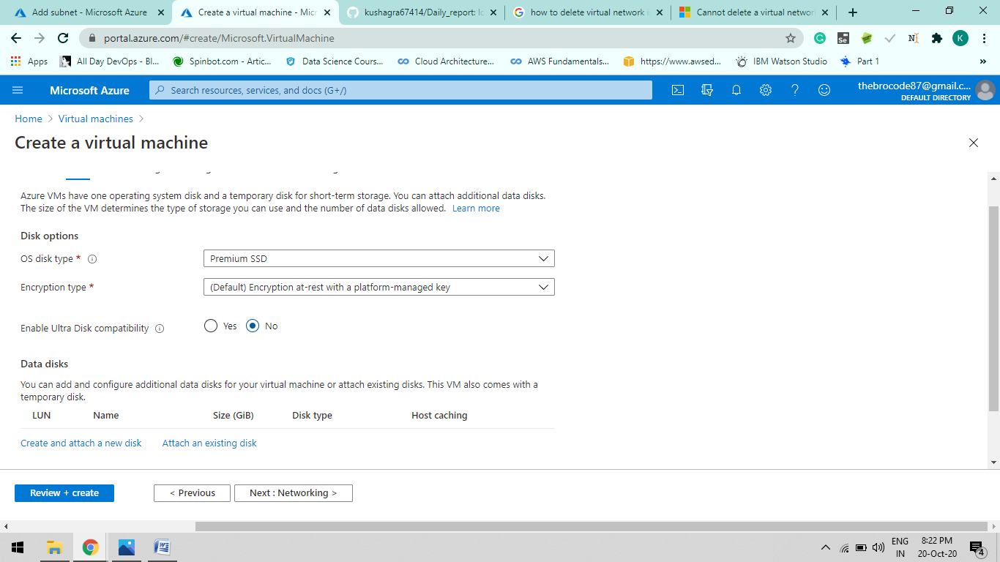 Add subnet - Microsoft Azure
Create a virtual machine - Micr
kushagra67414/Daily_report: I
how to delete virtual network i
Cannot delete a virtual networ
portal.azure.com/#create/Microsoft.VirtualMachine
Apps
All Day DevOps - Bl...
Spinbot.com - Artic...
Data Science Cours...
Cloud Architecture...
AWS Fundamentals...
https://www.awsed...
IBM Watson Studio
Part 1
»
Microsoft Azure
Search resources, services, and docs (G+/)
thebrocode87@gmail.c...
DEFAULT DIRECTORY
Home > Virtual machines >
Create a virtual machine
Azure VMs have one operating system disk and a temporary disk for short-term storage. You can attach additional data disks.
The size of the VM determines the type of storage you can use and the number of data disks allowed. Learn more
Disk options
OS disk type *
Premium SSD
Encryption type *
(Default) Encryption at-rest with a platform-managed key
Enable Ultra Disk compatibility
Yes No
Data disks
You can add and configure additional data disks for your virtual machine or attach existing disks. This VM also comes with a
temporary disk.
LUN Name Size (GiB) Disk type Host caching
Create and attach a new disk Attach an existing disk
Review + create < Previous Next : Networking >
ENG
IN
8:22 PM
20-Oct-20
4